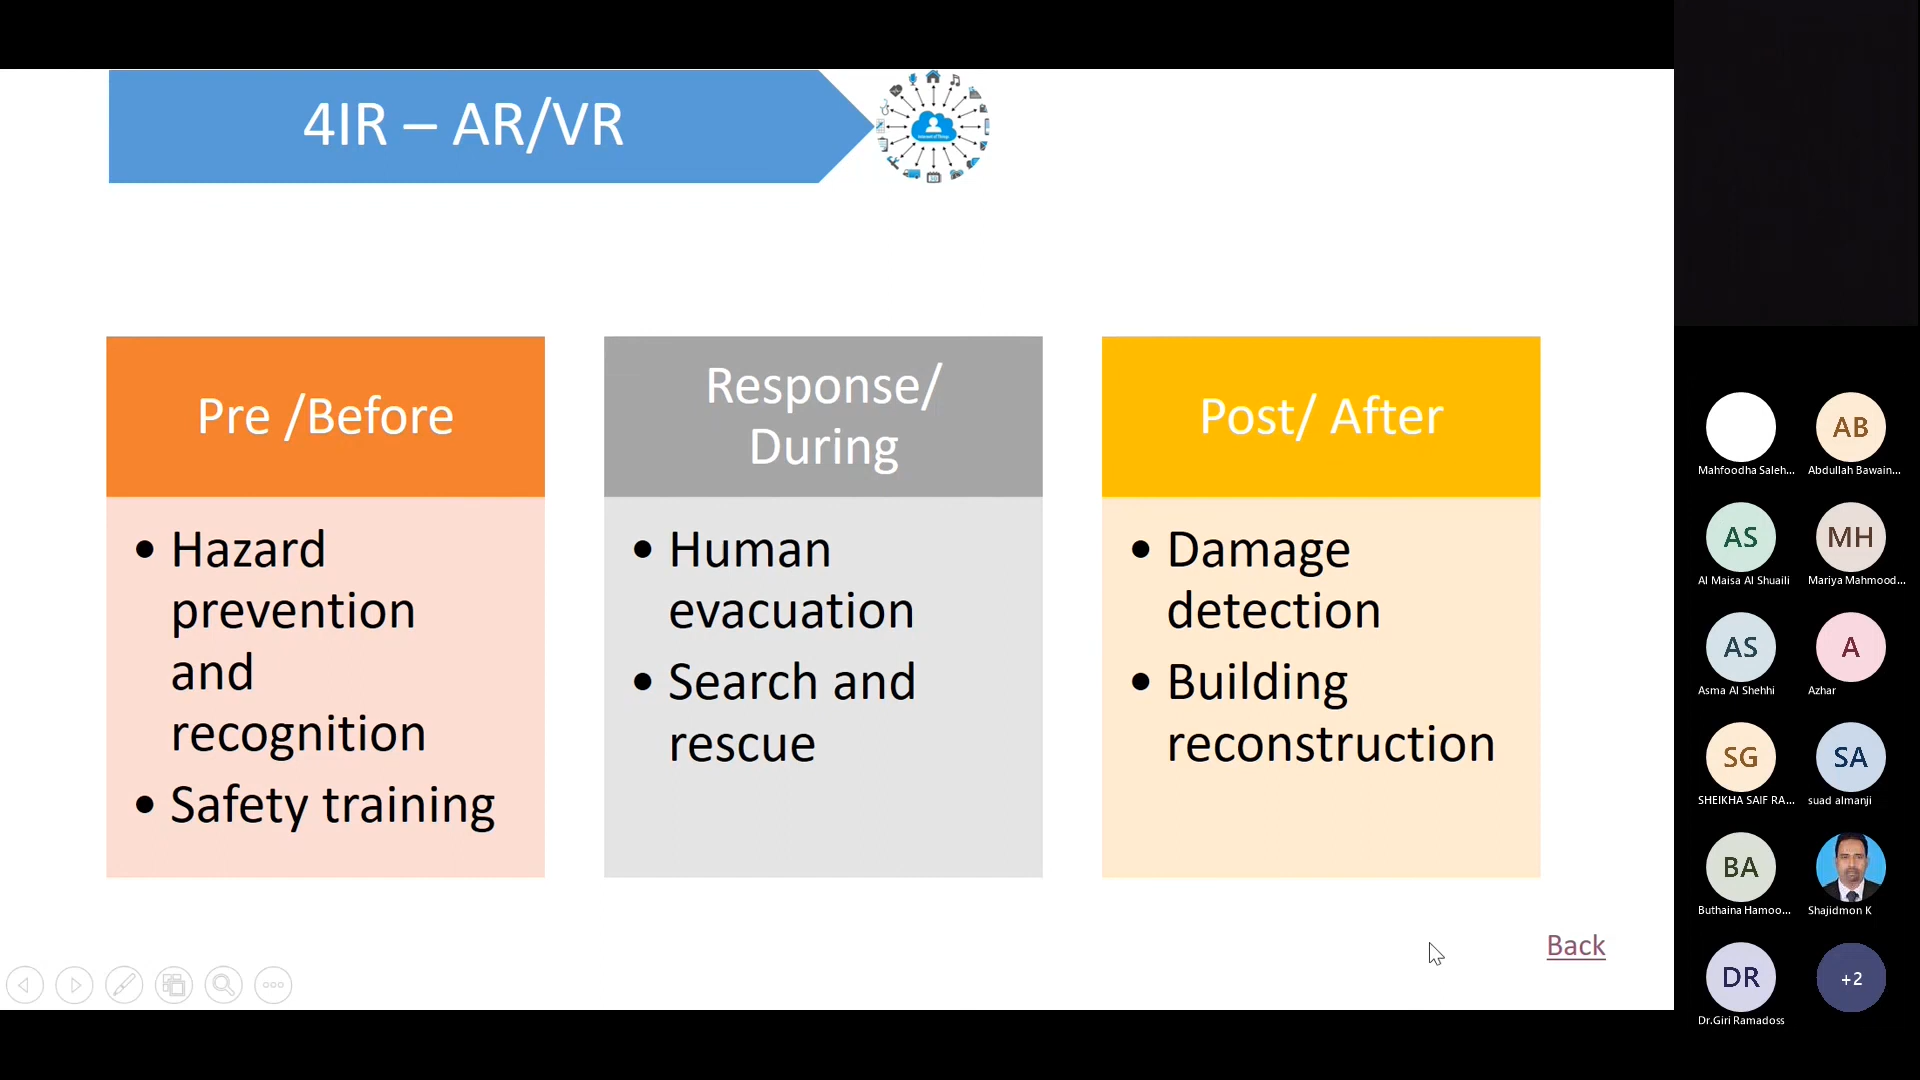 4IR – AR/VR
Pre /Before
• Hazard
prevention
and
recognition
• Safety training
Response/
During
• Human
evacuation
• Search and
rescue
Post/ After
• Damage
detection
• Building
reconstruction
Back
Mahfoodha Saleh...
AB
Abdullah Bawain...
AS
Al Maisa Al Shuaili
MH
Mariya Mahmood...
AS
Asma Al Shehhi
A
Azhar
SG
SHEIKHA SAIF RA...
SA
suad almanji
BA
Buthaina Hamoo...
Shajidmon K
DR
Dr.Giri Ramadoss
+2